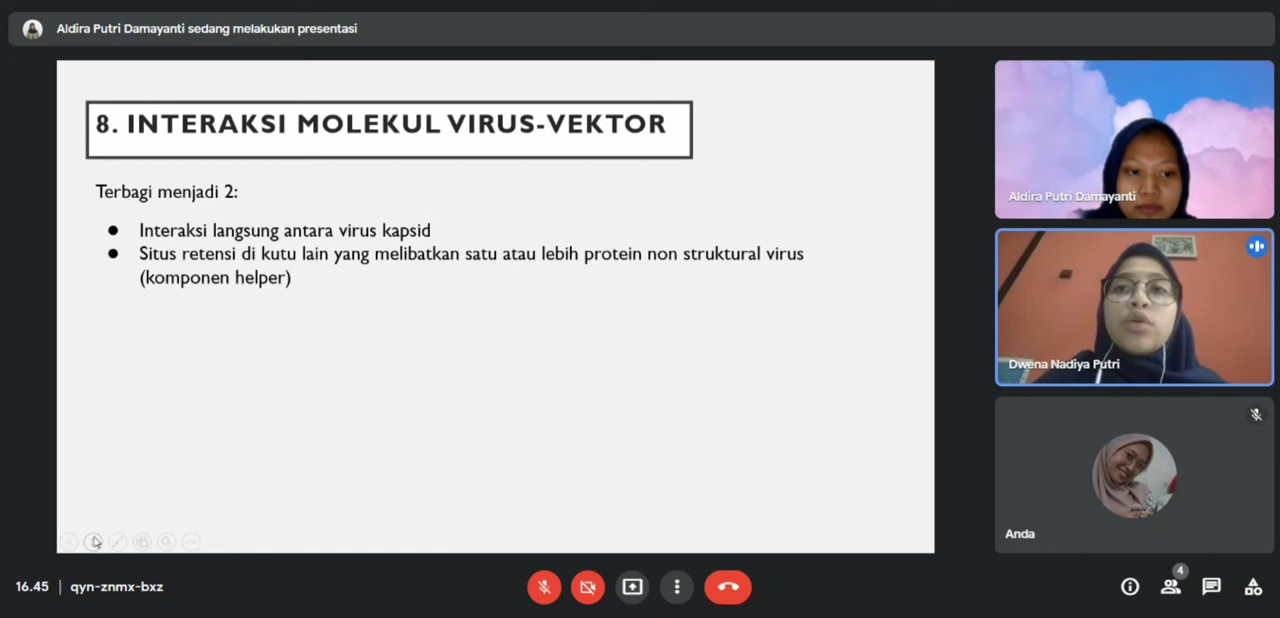 Aldira Putri Damayanti sedang melakukan presentasi
8. INTERAKSI MOLEKUL VIRUS-VEKTOR
Terbagi menjadi 2:
● Interaksi langsung antara virus kapsid
● Situs retensi di kutu lain yang melibatkan satu atau lebih protein non struktural virus
(komponen helper)
Aldira Putri Damayanti
Dwena Nadiya Putri
Anda
16.45 | qyn-znmx-bxz
4